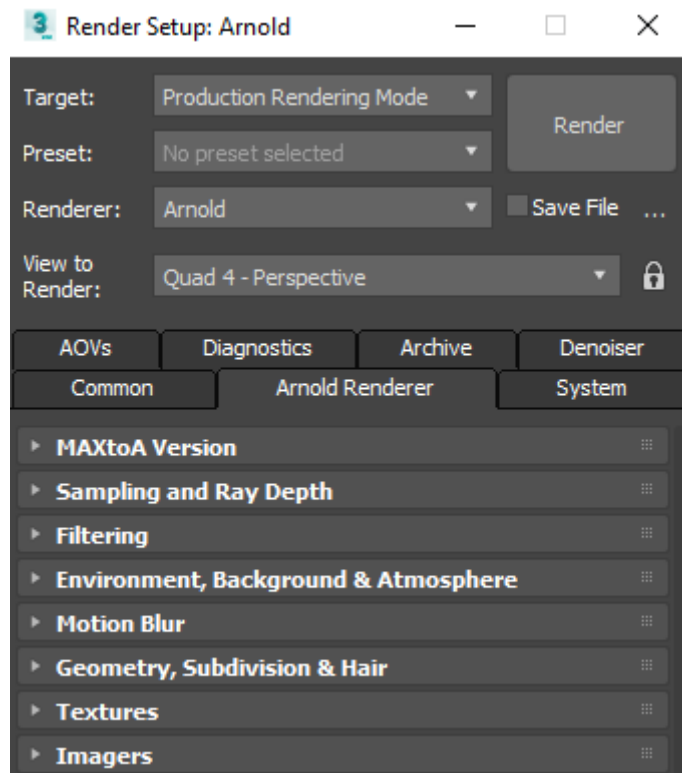 Render Setup: Arnold
Target: Production Rendering Mode
Render
Preset: No preset selected
Renderer: Arnold Save File ...
View to
Render: Quad 4 - Perspective
AOVs Diagnostics Archive Denoiser
Common Arnold Renderer System
MAXtoA Version
Sampling and Ray Depth
Filtering
Environment, Background & Atmosphere
Motion Blur
Geometry, Subdivision & Hair
Textures
Imagers